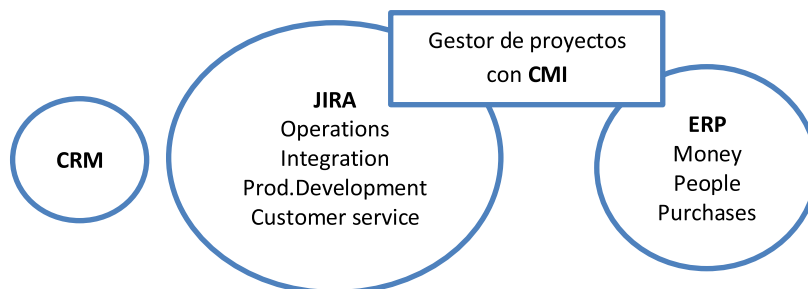 Gestor de proyectos
con CMI
CRM
JIRA
Operations
Integration
Prod.Development
Customer service
ERP
Money
People
Purchases